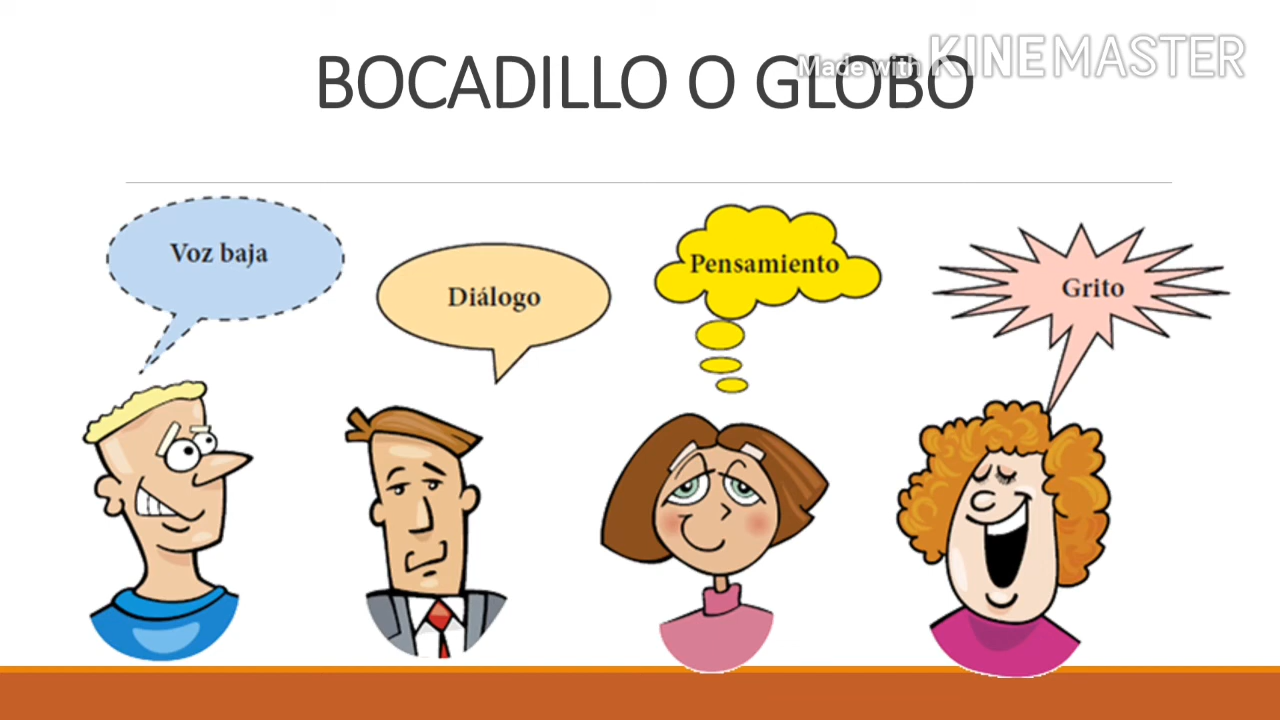 BOCADILLO O GLOBO
Made with KINEMASTER
Voz baja
Diálogo
Pensamiento
Grito